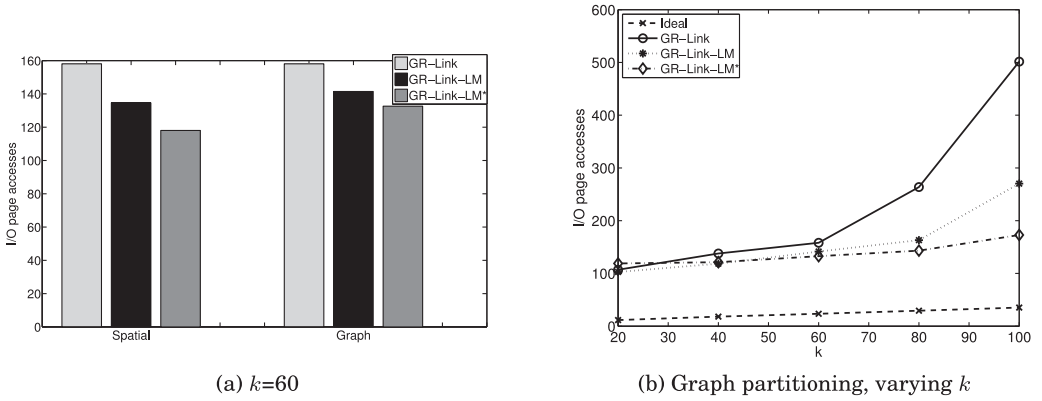 160
140
120
100
80
60
40
20
0
I/O page accesses
GR–Link
GR–Link–LM
GR–Link–LM*
Spatial
Graph
(a) k=60
600
500
400
300
200
100
0
I/O page accesses
Ideal
GR–Link
GR–Link–LM
GR–Link–LM*
20 30 40 50 60 70 80 90 100
k
(b) Graph partitioning, varying k